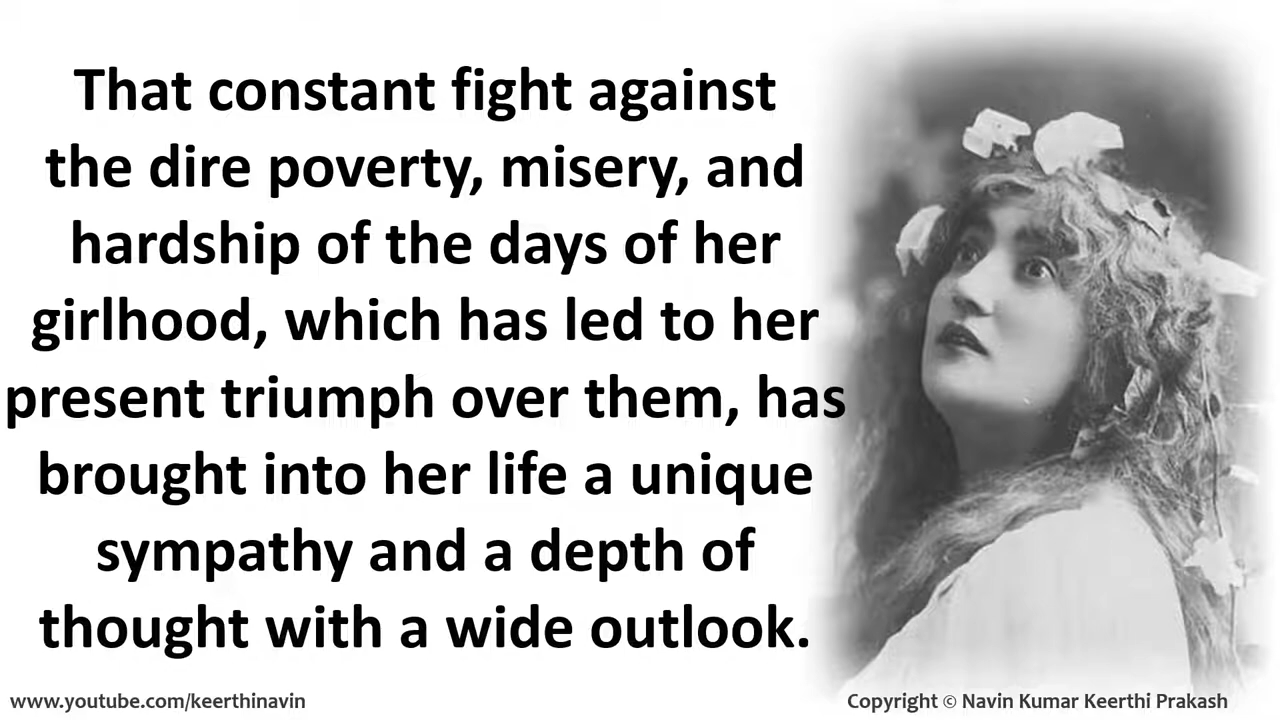 That constant fight against
the dire poverty, misery, and
hardship of the days of her
girlhood, which has led to her
present triumph over them, has
brought into her life a unique
sympathy and a depth of
thought with a wide outlook.
www.youtube.com/keerthinavin
Copyright © Navin Kumar Keerthi Prakash